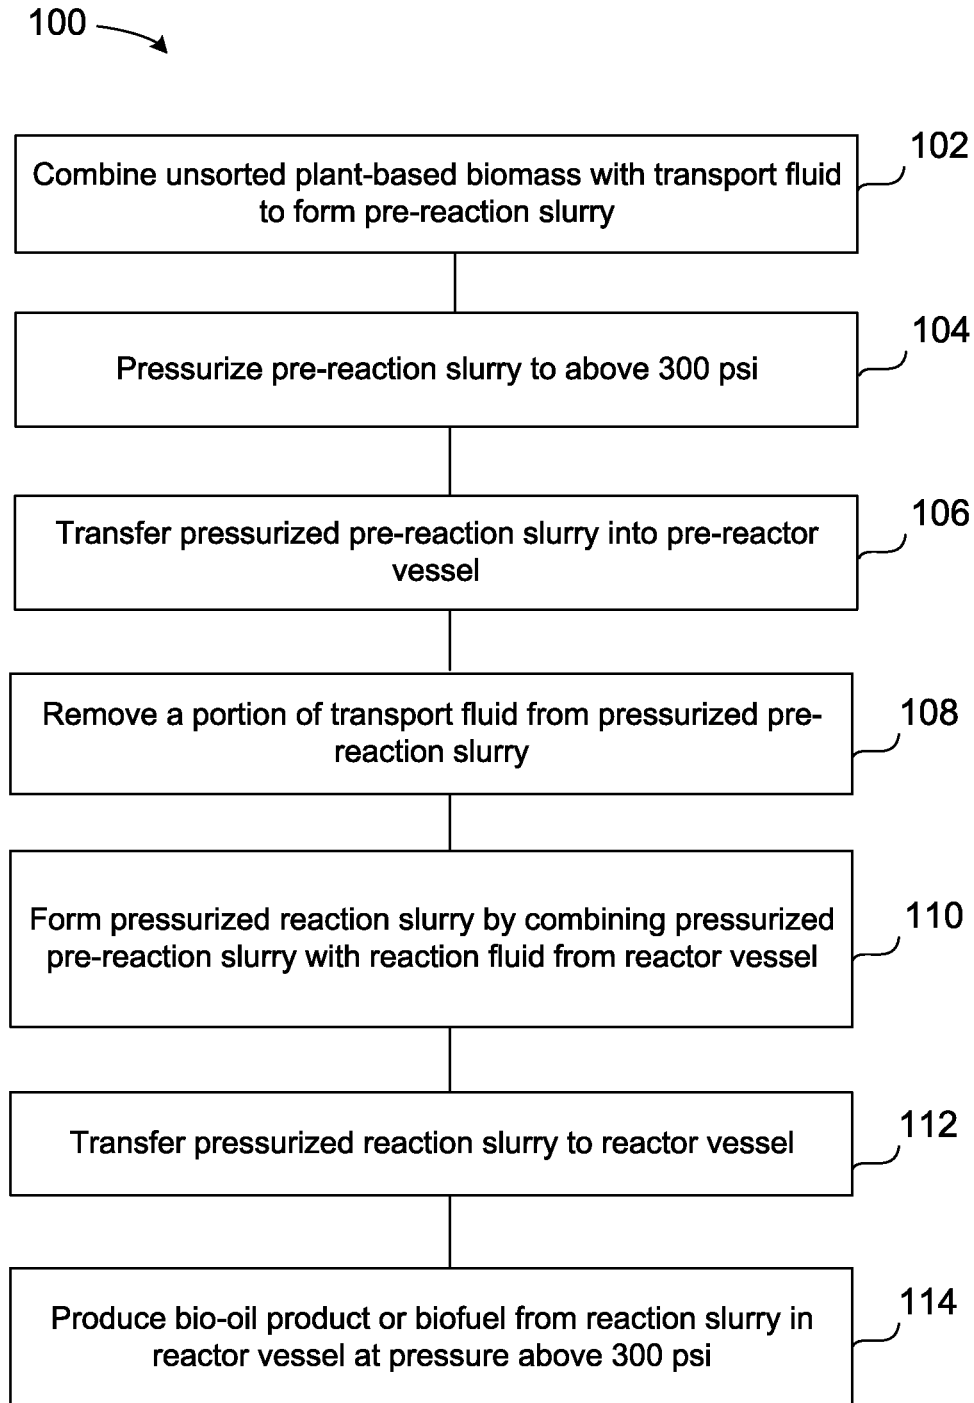 100
102
Combine unsorted plant-based biomass with transport fluid
to form pre-reaction slurry
104
Pressurize pre-reaction slurry to above 300 psi
106
Transfer pressurized pre-reaction slurry into pre-reactor
vessel
108
Remove a portion of transport fluid from pressurized pre-
reaction slurry
110
Form pressurized reaction slurry by combining pressurized
pre-reaction slurry with reaction fluid from reactor vessel
112
Transfer pressurized reaction slurry to reactor vessel
114
Produce bio-oil product or biofuel from reaction slurry in
reactor vessel at pressure above 300 psi